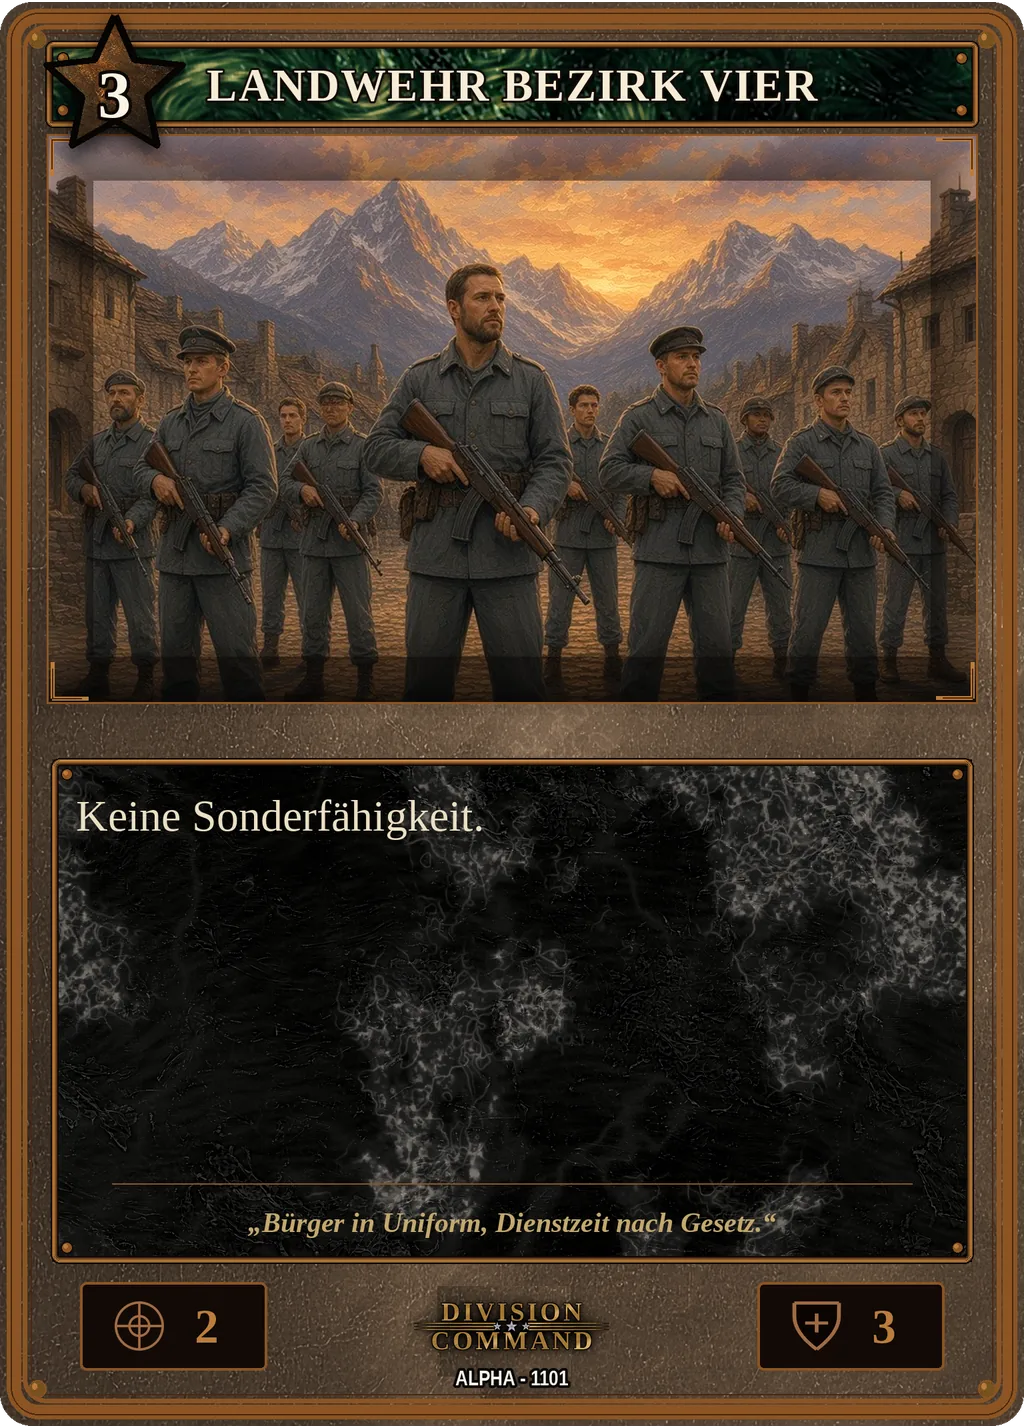 3
LANDWEHR BEZIRK VIER
Keine Sonderfähigkeit.
„Bürger in Uniform, Dienstzeit nach Gesetz.“
2
DIVISION
COMMAND
ALPHA - 1101
3